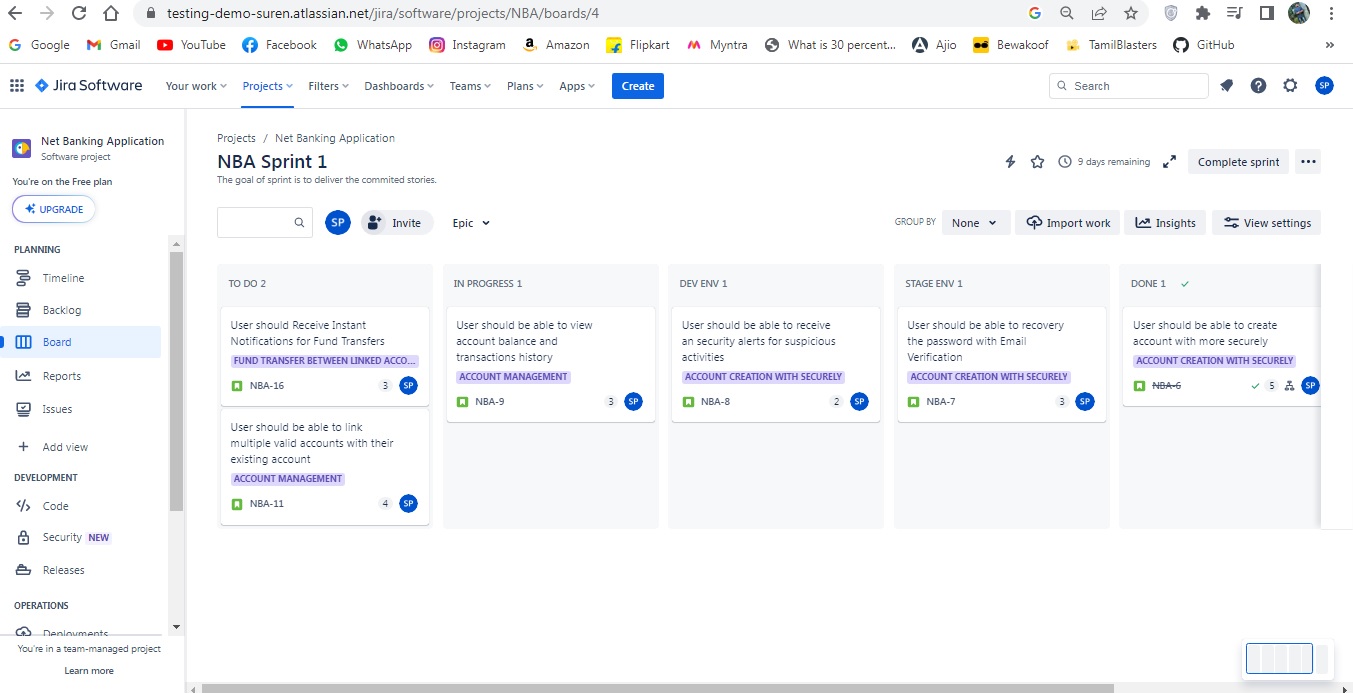 testing-demo-suren.atlassian.net/jira/software/projects/NBA/boards/4
Google Gmail YouTube Facebook WhatsApp Instagram Amazon Flipkart Myntra What is 30 percent... Ajio Bewakoof TamilBlasters GitHub »
Jira Software Your work Projects Filters Dashboards Teams Plans Apps Create Search SP
Net Banking Application
Software project
You're on the Free plan
UPGRADE
PLANNING
Timeline
Backlog
Board
Reports
Issues
+ Add view
DEVELOPMENT
Code
Security NEW
Releases
OPERATIONS
Deployments
You're in a team-managed project
Learn more
Projects / Net Banking Application
NBA Sprint 1
The goal of sprint is to deliver the commited stories.
9 days remaining Complete sprint
SP Invite Epic GROUP BY None Import work Insights View settings
TO DO 2
User should Receive Instant
Notifications for Fund Transfers
FUND TRANSFER BETWEEN LINKED ACCO...
NBA-16 3 SP
User should be able to link
multiple valid accounts with their
existing account
ACCOUNT MANAGEMENT
NBA-11 4 SP
IN PROGRESS 1
User should be able to view
account balance and
transactions history
ACCOUNT MANAGEMENT
NBA-9 3 SP
DEV ENV 1
User should be able to receive
an security alerts for suspicious
activities
ACCOUNT CREATION WITH SECURELY
NBA-8 2 SP
STAGE ENV 1
User should be able to recovery
the password with Email
Verification
ACCOUNT CREATION WITH SECURELY
NBA-7 3 SP
DONE 1
User should be able to create
account with more securely
ACCOUNT CREATION WITH SECURELY
NBA-6 5 SP